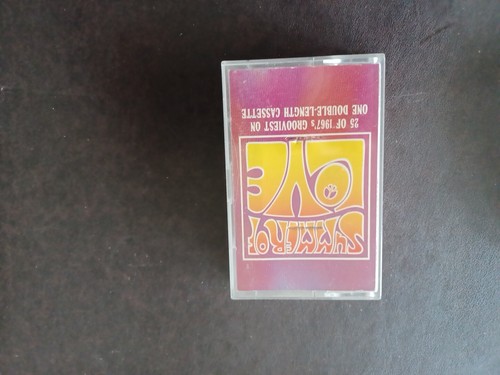 SUMMER OF
LOVE
25 OF 1967's GROOVIEST ON
ONE DOUBLE-LENGTH CASSETTE